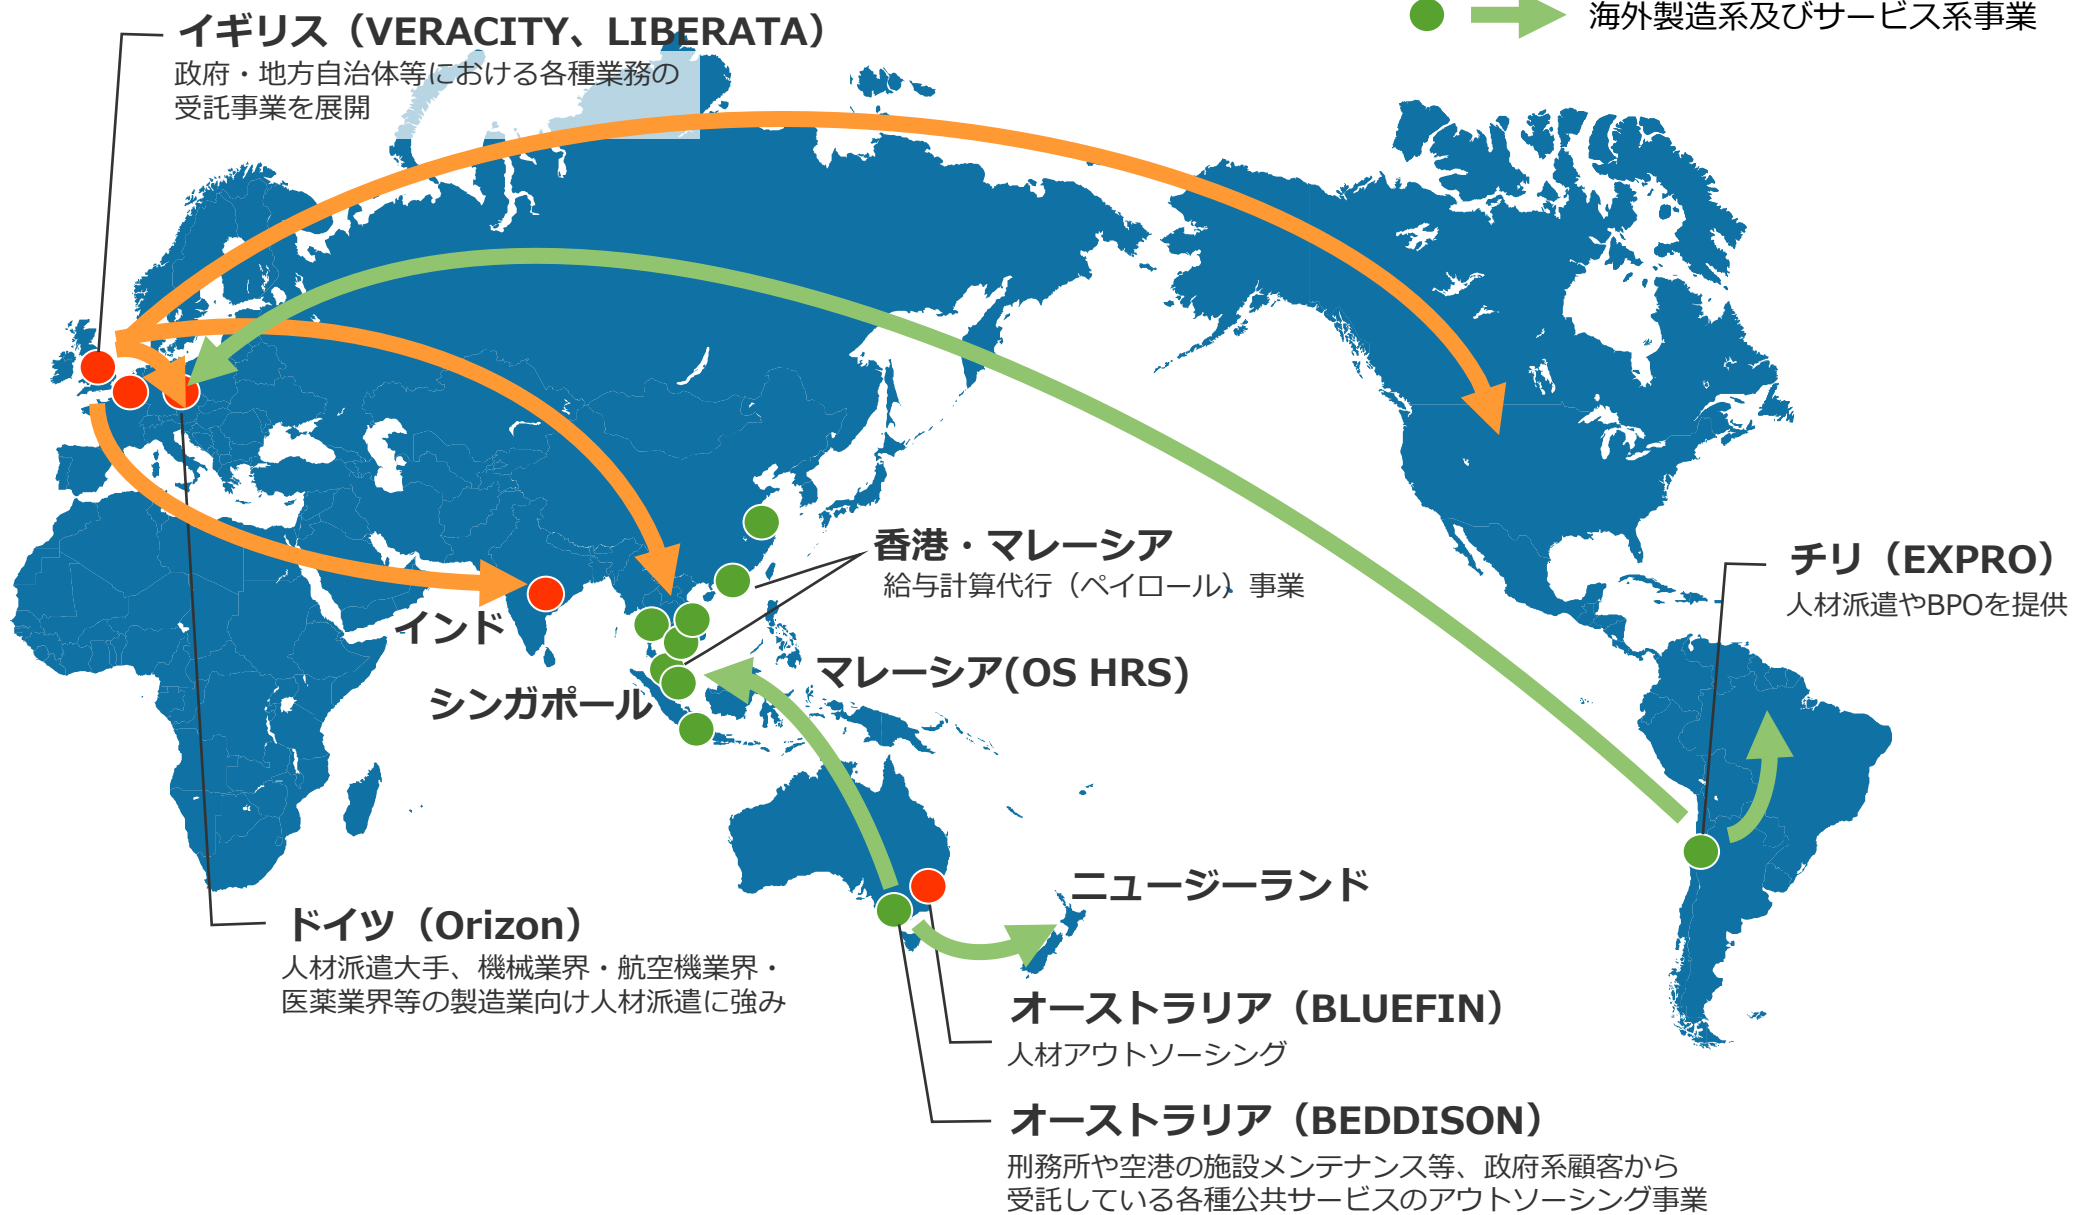 海外製造系及びサービス系事業
イギリス（VERACITY、LIBERATA）
政府・地方自治体等における各種業務の
受託事業を展開
香港・マレーシア
給与計算代行（ペイロール）事業
チリ（EXPRO）
人材派遣やBPOを提供
インド
マレーシア(OS HRS)
シンガポール
ニュージーランド
ドイツ（Orizon）
人材派遣大手、機械業界・航空機業界・
医薬業界等の製造業向け人材派遣に強み
オーストラリア（BLUEFIN）
人材アウトソーシング
オーストラリア（BEDDISON）
刑務所や空港の施設メンテナンス等、政府系顧客から
受託している各種公共サービスのアウトソーシング事業